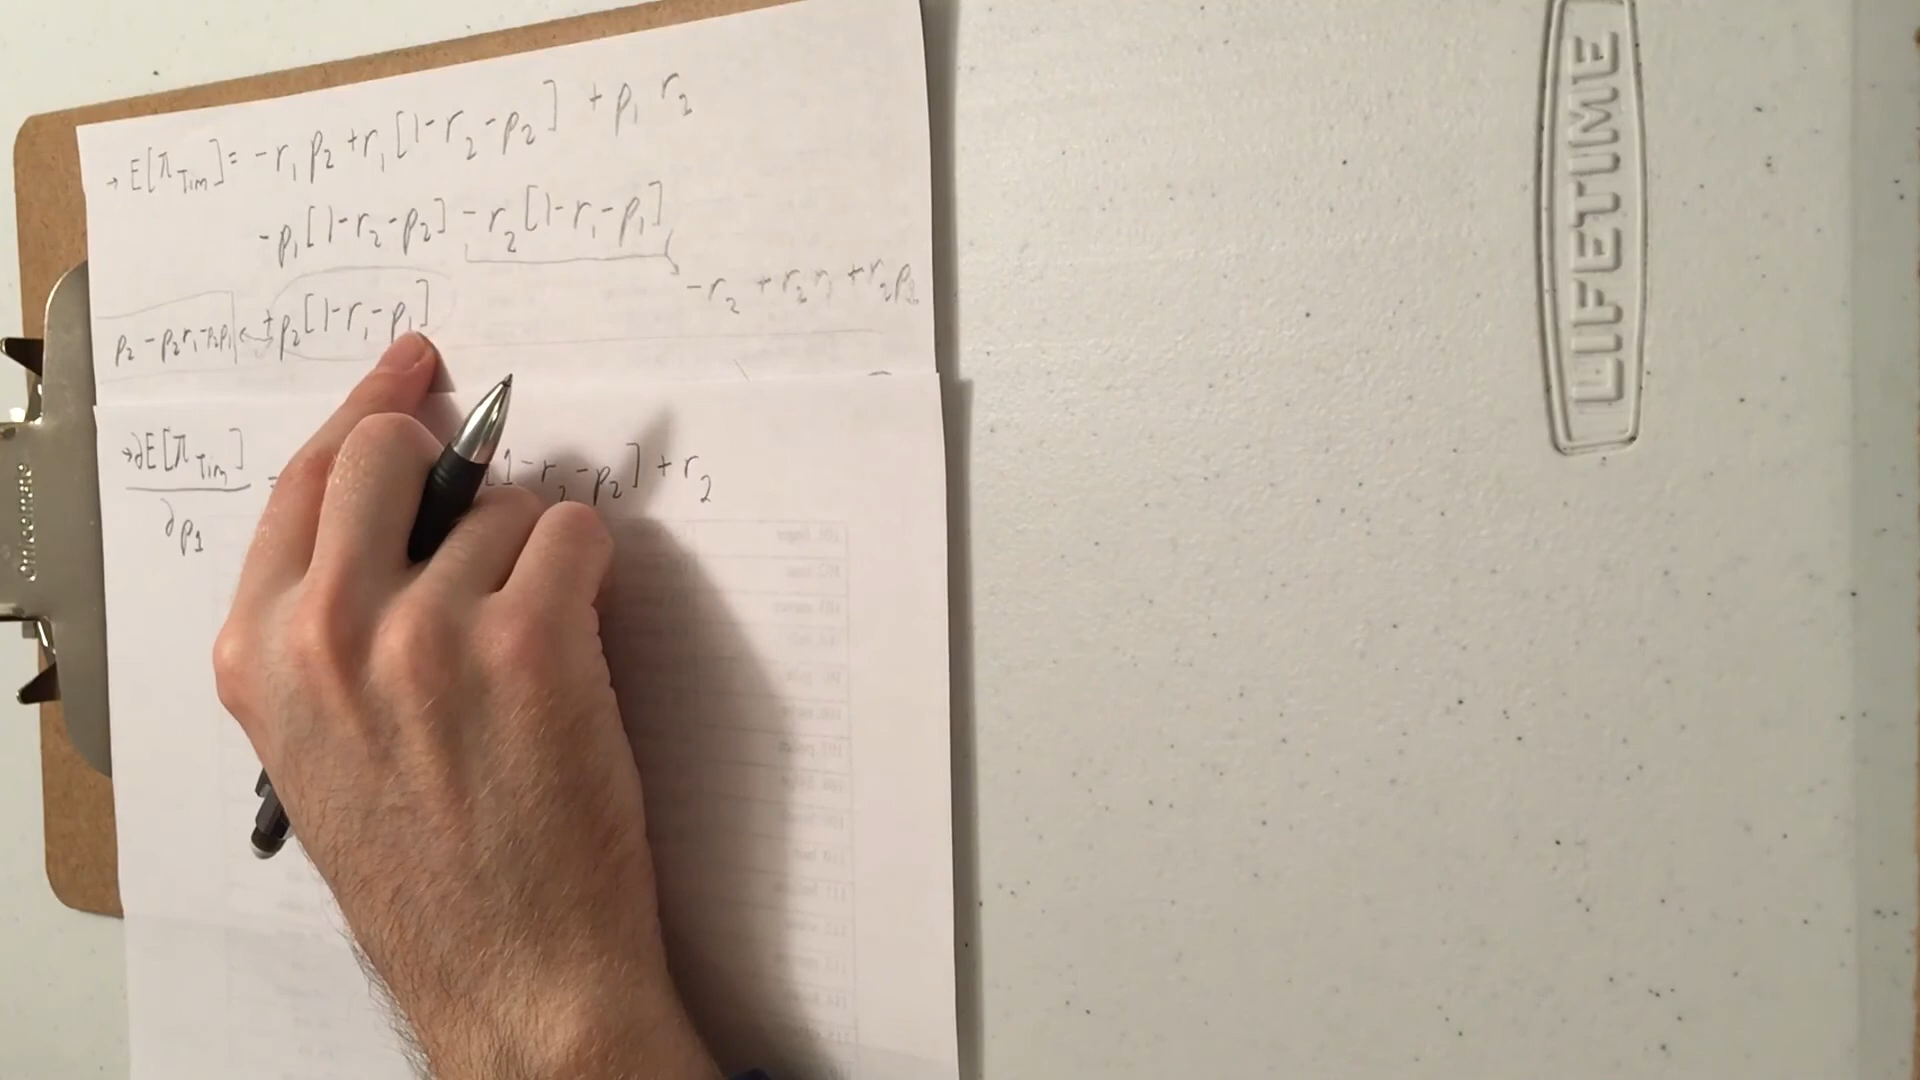 → E[π_Tim] = -r₁ p₂ + r₁ [1-r₂-p₂] + p₁ r₂
-p₁[1-r₂-p₂] - r₂[1-r₁-p₁]
-r₂ + r₂r₁ + r₂p₁
p₂ - p₂r₁ - p₂p₁ ← + p₂[1-r₁-p₁]
→ ∂E[π_Tim] / ∂p₁ = [1-r₂-p₂] + r₂
LIFETIME
Officemate